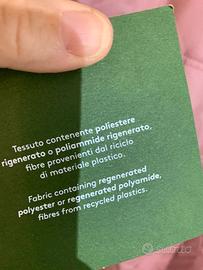 Tessuto contenente poliestere
rigenerato o poliammide rigenerato,
fibre provenienti dal riciclo
di materiale plastico.
Fabric containing regenerated
polyester or regenerated polyamide,
fibres from recycled plastics.
subito